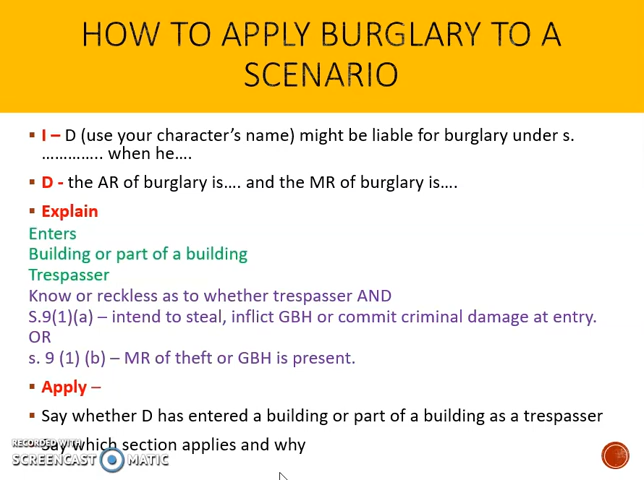 HOW TO APPLY BURGLARY TO A
SCENARIO
I – D (use your character's name) might be liable for burglary under s.
………….. when he….
D - the AR of burglary is…. and the MR of burglary is….
Explain
Enters
Building or part of a building
Trespasser
Know or reckless as to whether trespasser AND
S.9(1)(a) – intend to steal, inflict GBH or commit criminal damage at entry.
OR
s. 9 (1) (b) – MR of theft or GBH is present.
Apply –
Say whether D has entered a building or part of a building as a trespasser
Say which section applies and why
RECORDED WITH
SCREENCAST MATIC